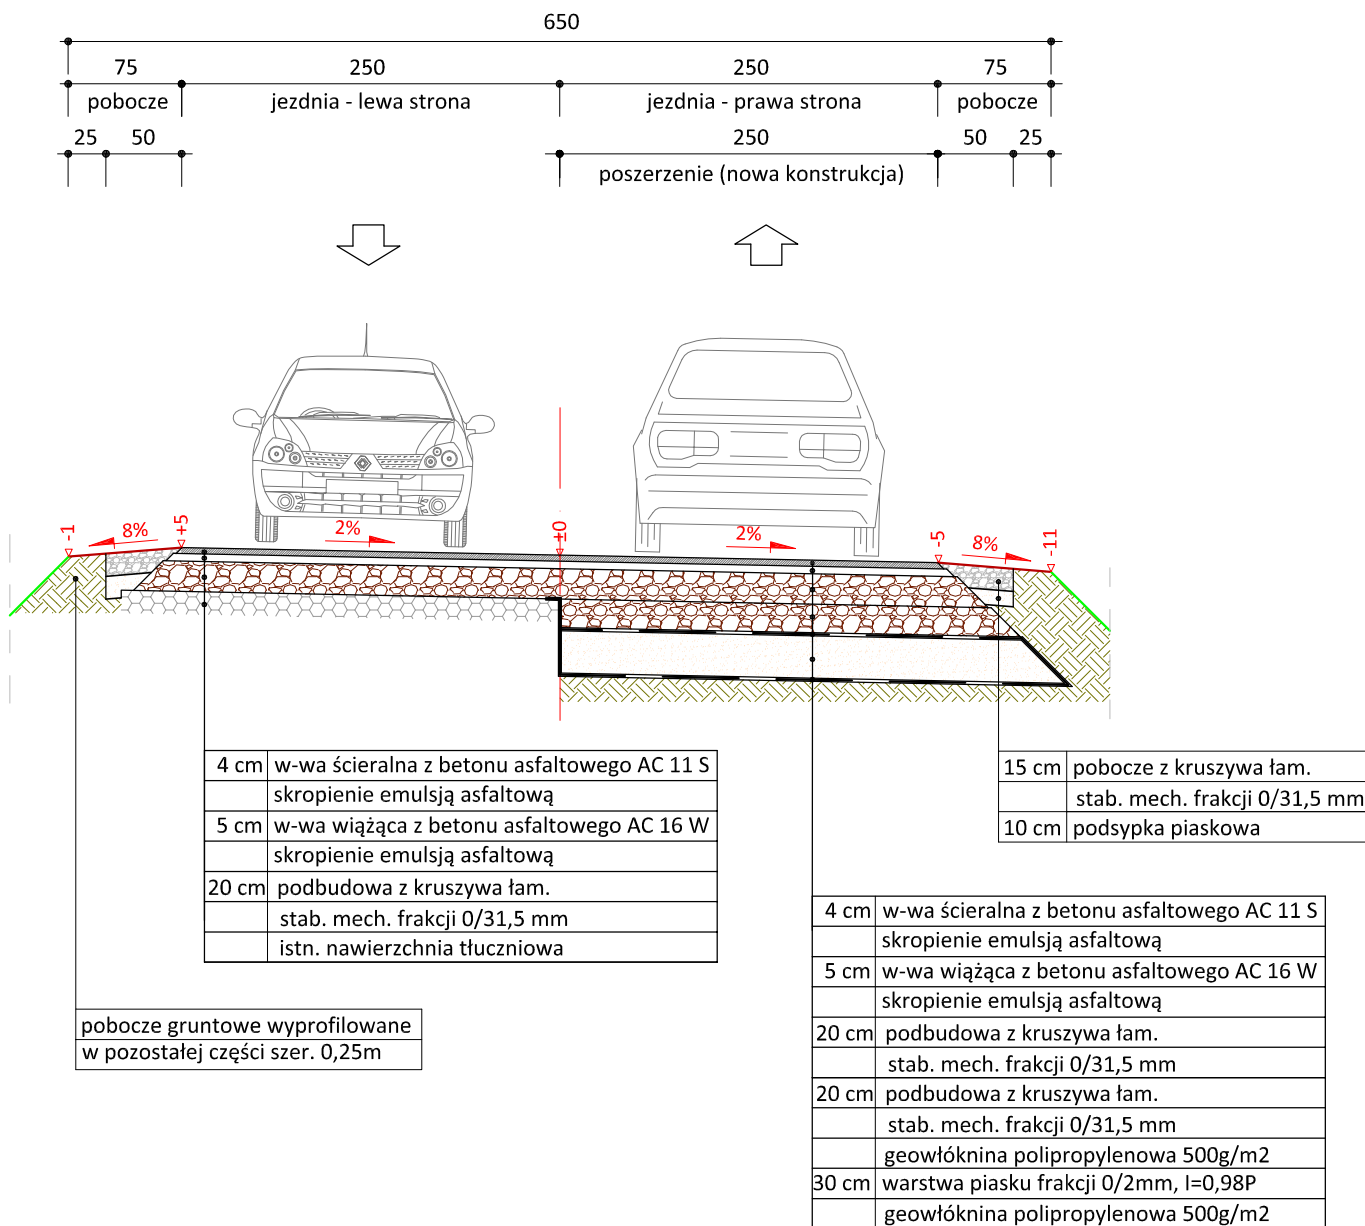 650
75 250 250 75
pobocze jezdnia - lewa strona jezdnia - prawa strona pobocze
25 50 250 50 25
poszerzenie (nowa konstrukcja)
-1 8% +5 2% ±0 2% -5 8% -11
4 cm w-wa ścieralna z betonu asfaltowego AC 11 S
skropienie emulsją asfaltową
5 cm w-wa wiążąca z betonu asfaltowego AC 16 W
skropienie emulsją asfaltową
20 cm podbudowa z kruszywa łam.
stab. mech. frakcji 0/31,5 mm
istn. nawierzchnia tłuczniowa
15 cm pobocze z kruszywa łam.
stab. mech. frakcji 0/31,5 mm
10 cm podsypka piaskowa
pobocze gruntowe wyprofilowane
w pozostałej części szer. 0,25m
4 cm w-wa ścieralna z betonu asfaltowego AC 11 S
skropienie emulsją asfaltową
5 cm w-wa wiążąca z betonu asfaltowego AC 16 W
skropienie emulsją asfaltową
20 cm podbudowa z kruszywa łam.
stab. mech. frakcji 0/31,5 mm
20 cm podbudowa z kruszywa łam.
stab. mech. frakcji 0/31,5 mm
geowłóknina polipropylenowa 500g/m2
30 cm warstwa piasku frakcji 0/2mm, I=0,98P
geowłóknina polipropylenowa 500g/m2